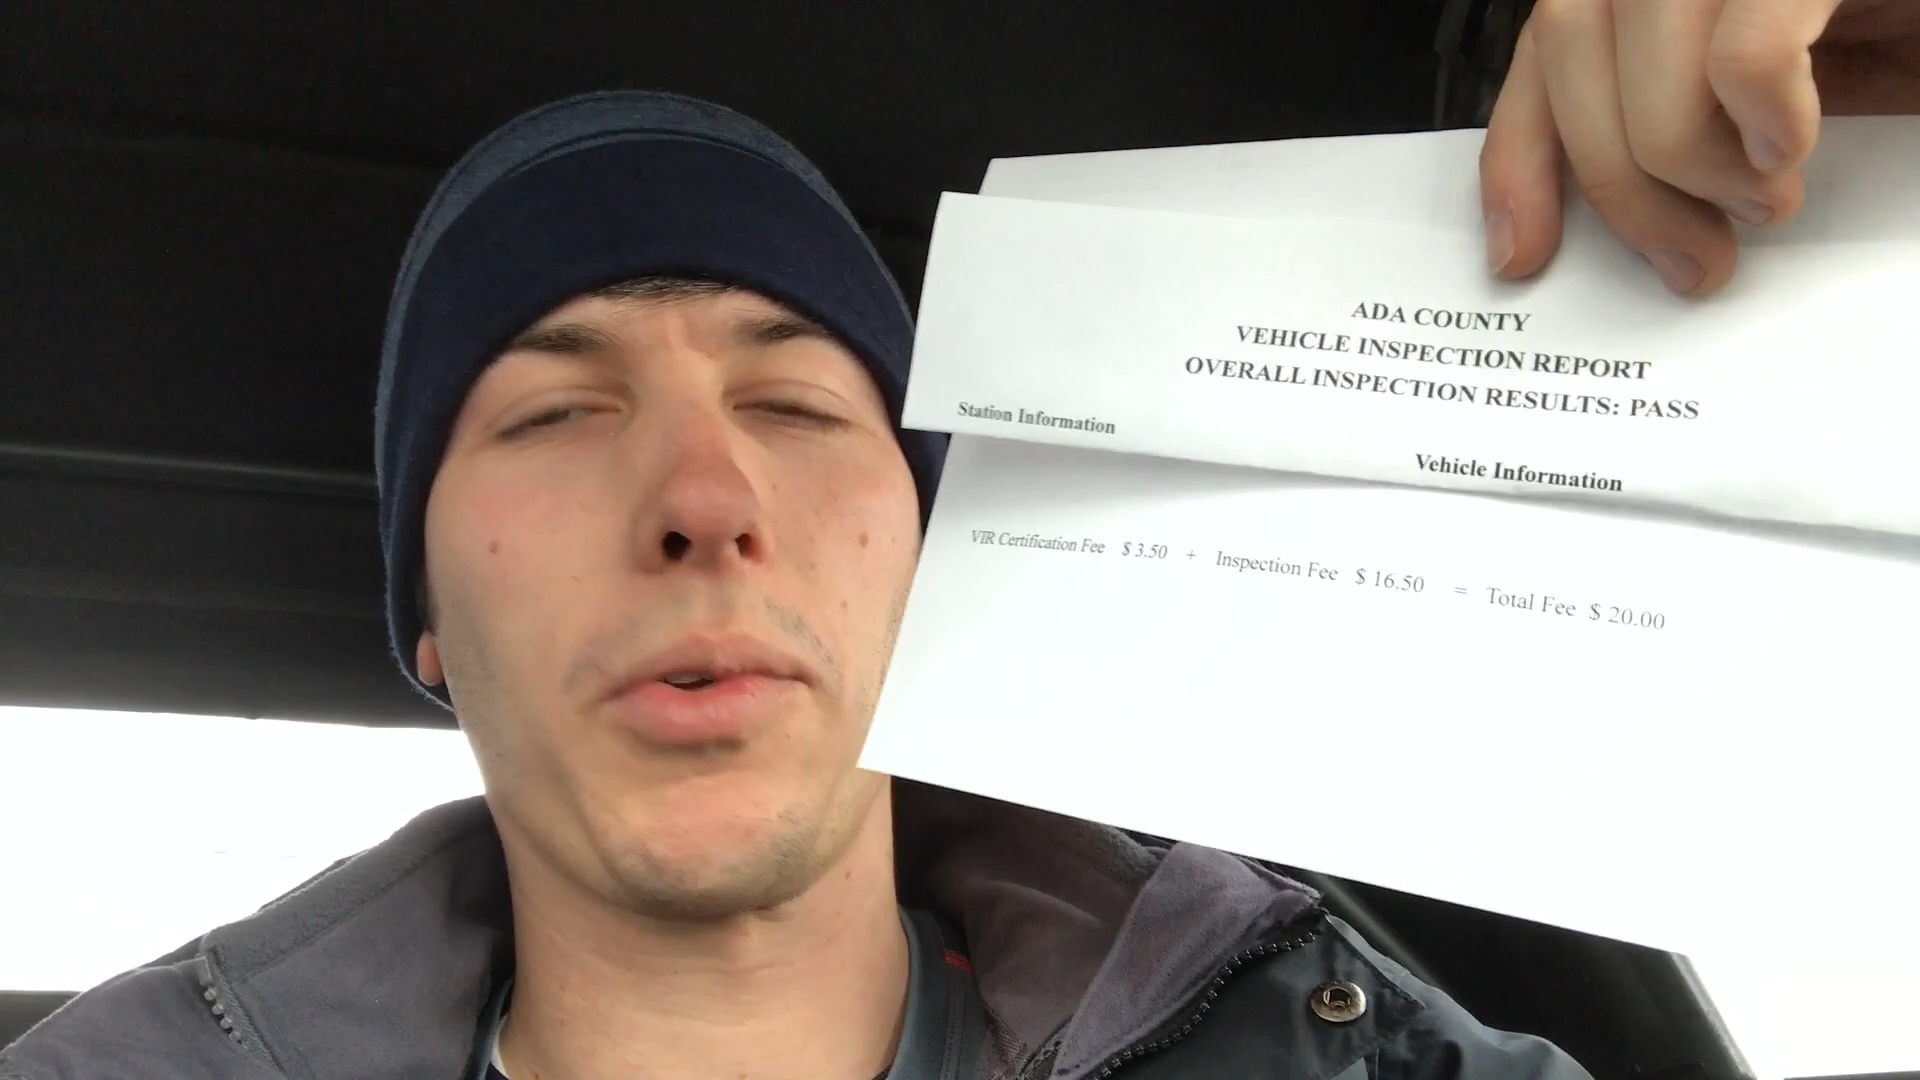 ADA COUNTY
VEHICLE INSPECTION REPORT
OVERALL INSPECTION RESULTS: PASS
Station Information
Vehicle Information
VIR Certification Fee $ 3.50 + Inspection Fee $ 16.50 = Total Fee $ 20.00